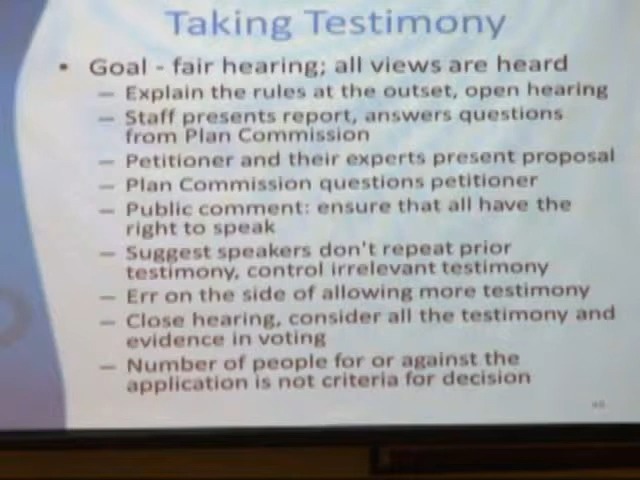 Taking Testimony
• Goal - fair hearing; all views are heard
– Explain the rules at the outset, open hearing
– Staff presents report, answers questions
from Plan Commission
– Petitioner and their experts present proposal
– Plan Commission questions petitioner
– Public comment: ensure that all have the
right to speak
– Suggest speakers don't repeat prior
testimony, control irrelevant testimony
– Err on the side of allowing more testimony
– Close hearing, consider all the testimony and
evidence in voting
– Number of people for or against the
application is not criteria for decision